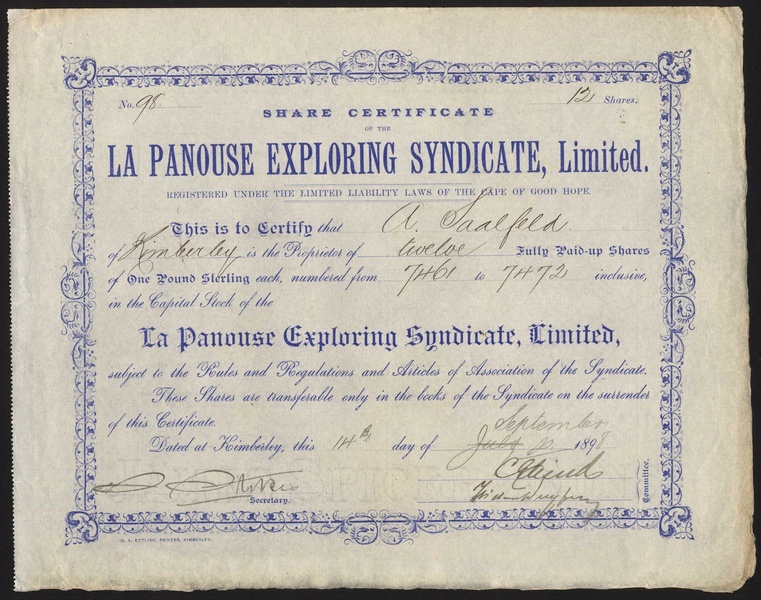 No. 98. 12 Shares.
SHARE CERTIFICATE
OF THE
LA PANOUSE EXPLORING SYNDICATE, Limited.
REGISTERED UNDER THE LIMITED LIABILITY LAWS OF THE CAPE OF GOOD HOPE.
This is to Certify that A. Saalfeld
of Kimberley is the Proprietor of twelve Fully Paid-up Shares
of One Pound Sterling each, numbered from 7461 to 7472 inclusive,
in the Capital Stock of the
La Panouse Exploring Syndicate, Limited,
subject to the Rules and Regulations and Articles of Association of the Syndicate.
These Shares are transferable only in the books of the Syndicate on the surrender
of this Certificate.
September
Dated at Kimberley, this 14th day of July 1898
Secretary.
Committee.
G. A. ETTLING, PRINTER, KIMBERLEY.